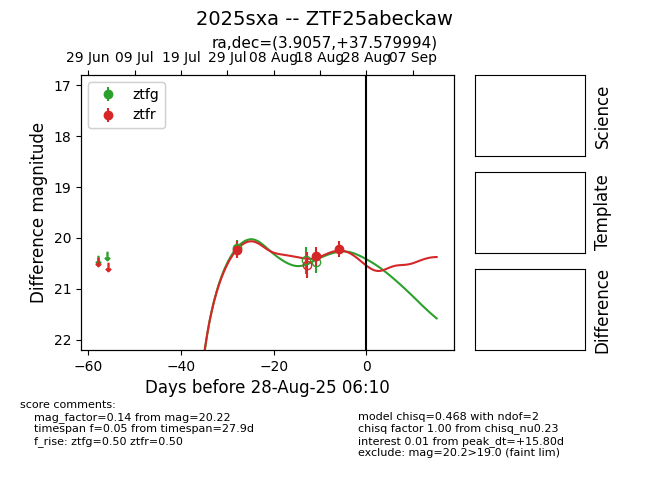 2025sxa -- ZTF25abeckaw
ra,dec=(3.9057,+37.579994)
29 Jun 09 Jul 19 Jul 29 Jul 08 Aug 18 Aug 28 Aug 07 Sep
ztfg
ztfr
17
18
19
20
21
22
Difference magnitude
−60 −40 −20 0
Days before 28-Aug-25 06:10
Science
Template
Difference
score comments:
mag_factor=0.14 from mag=20.22
timespan f=0.05 from timespan=27.9d
f_rise: ztfg=0.50 ztfr=0.50
model chisq=0.468 with ndof=2
chisq factor 1.00 from chisq_nu0.23
interest 0.01 from peak_dt=+15.80d
exclude: mag=20.2>19.0 (faint lim)